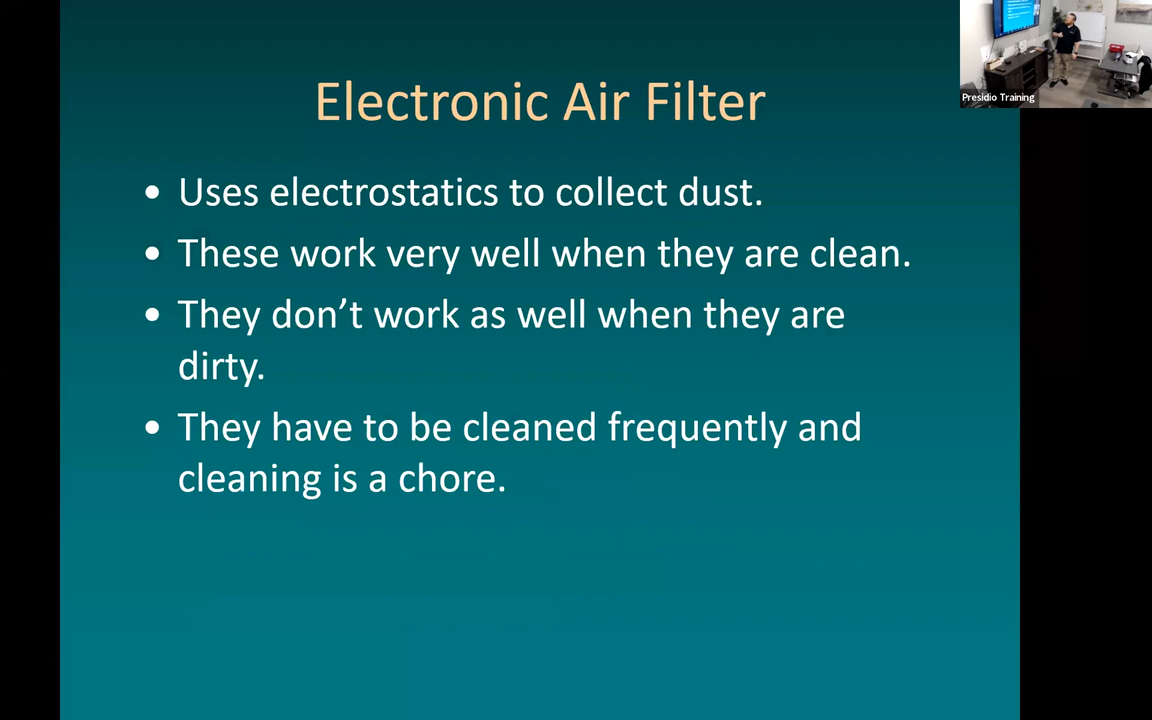 Electronic Air Filter
• Uses electrostatics to collect dust.
• These work very well when they are clean.
• They don’t work as well when they are
dirty.
• They have to be cleaned frequently and
cleaning is a chore.
Presidio Training